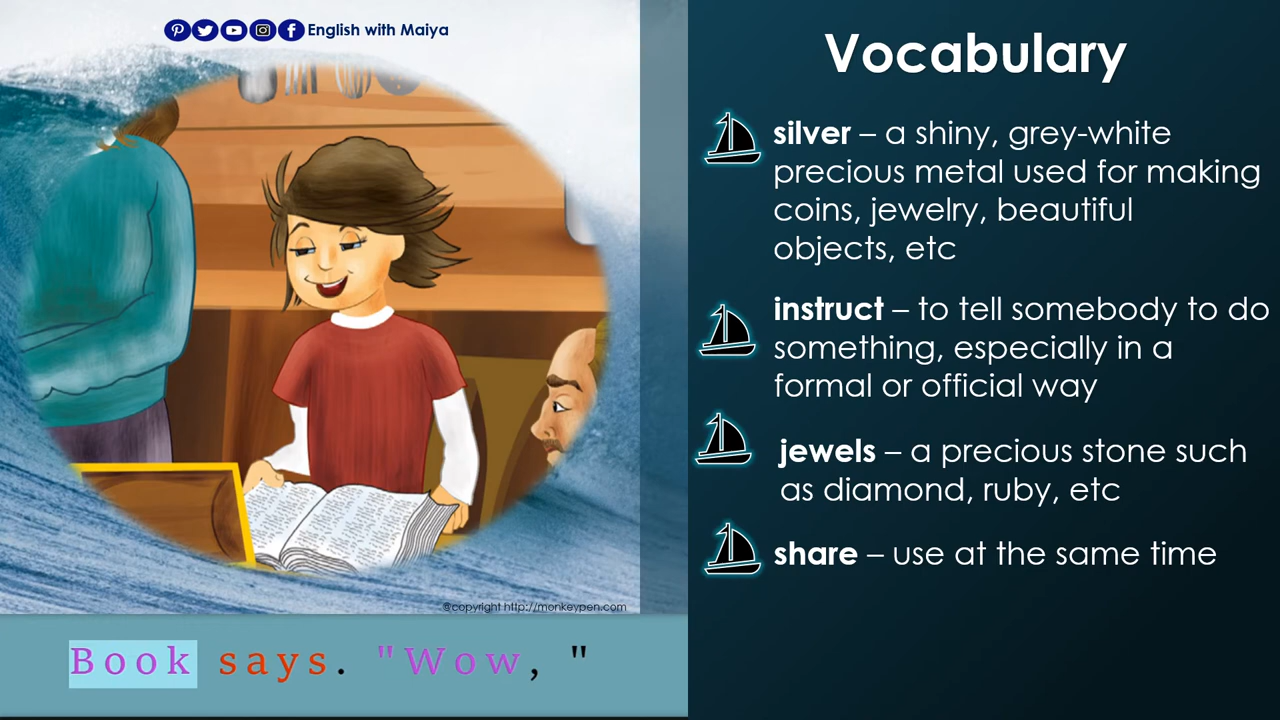 English with Maiya
Vocabulary
silver – a shiny, grey-white
precious metal used for making
coins, jewelry, beautiful
objects, etc
instruct – to tell somebody to do
something, especially in a
formal or official way
jewels – a precious stone such
as diamond, ruby, etc
share – use at the same time
©copyright http://monkeypen.com
Book says. "Wow, "